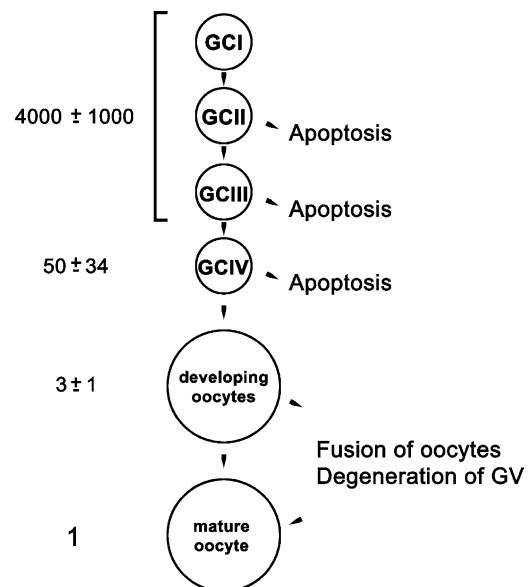 GCI
4000 ± 1000
GCII
Apoptosis
GCIII
Apoptosis
50 ± 34
GCIV
Apoptosis
3 ± 1
developing
oocytes
Fusion of oocytes
Degeneration of GV
1
mature
oocyte